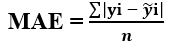 MAE = ∑|yi − ỹi| / n